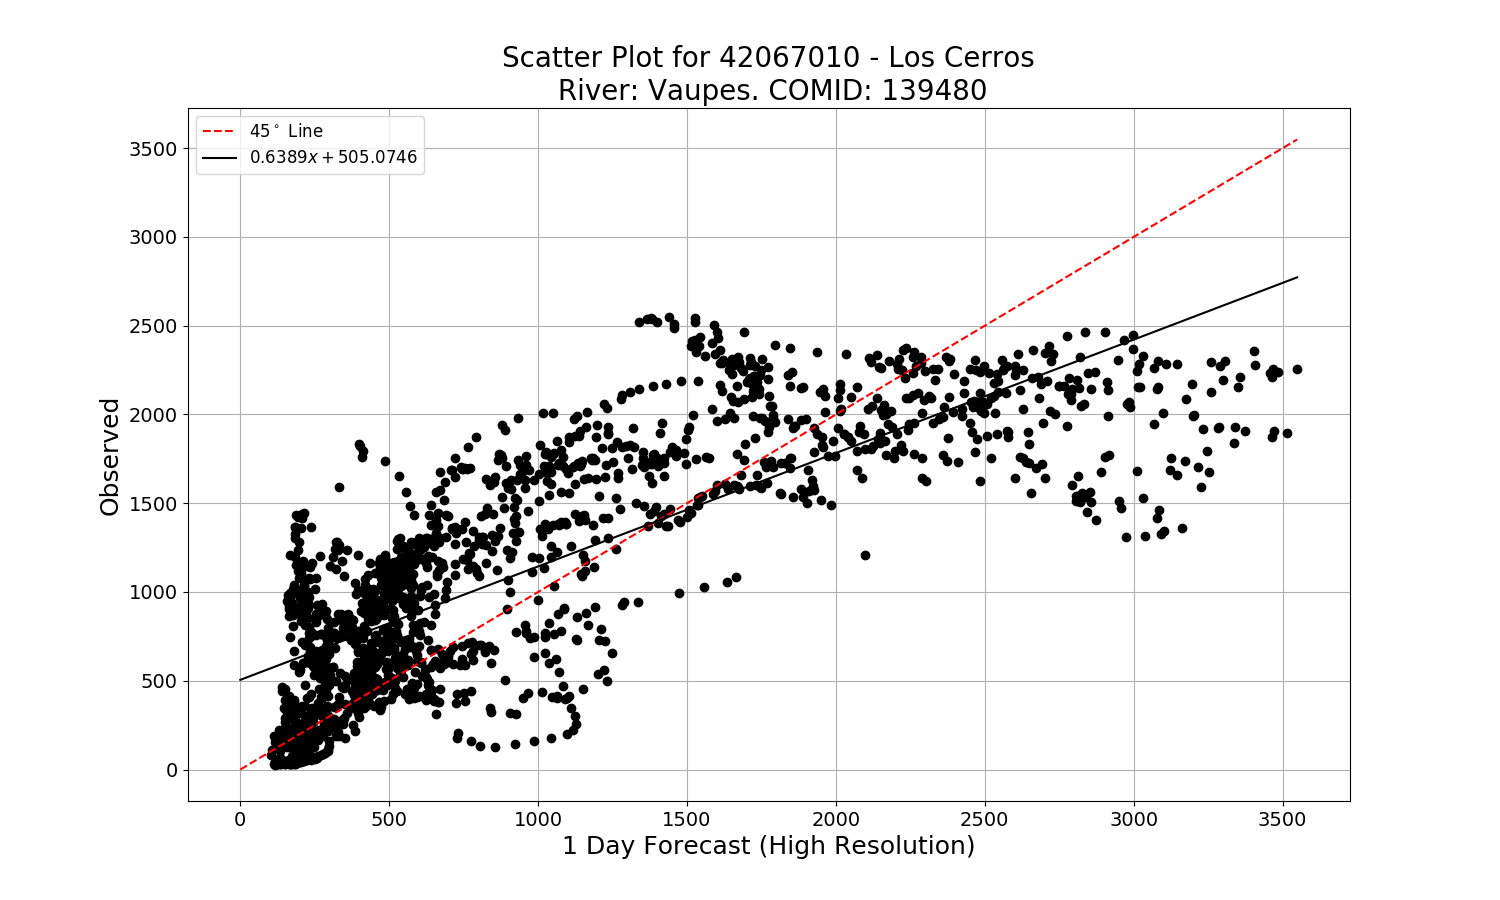 Scatter Plot for 42067010 - Los Cerros
River: Vaupes. COMID: 139480
45° Line
0.6389x + 505.0746
3500
3000
2500
2000
1500
1000
500
0
Observed
0 500 1000 1500 2000 2500 3000 3500
1 Day Forecast (High Resolution)